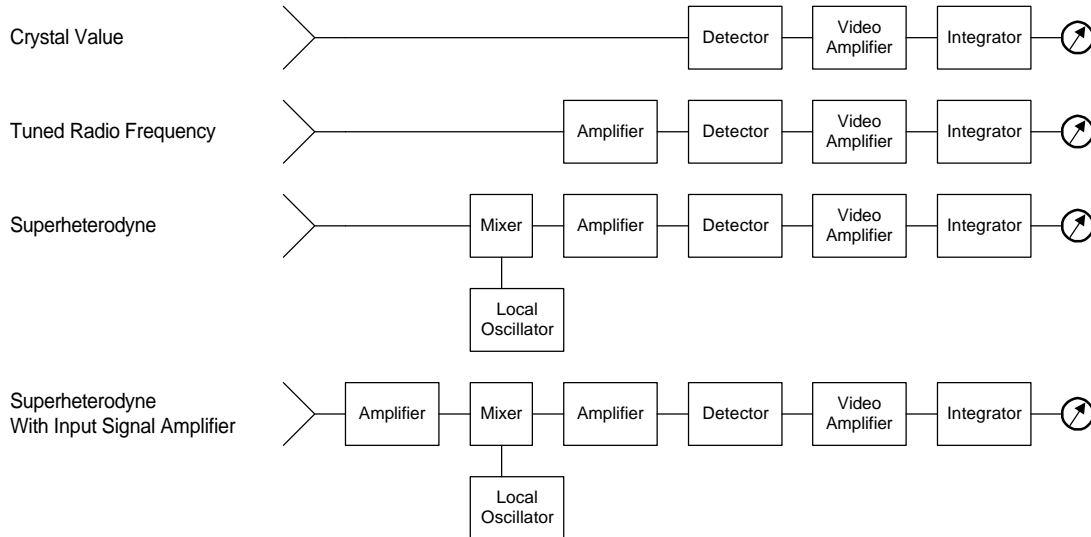 Crystal Value
Detector
Video
Amplifier
Integrator
Tuned Radio Frequency
Amplifier
Detector
Video
Amplifier
Integrator
Superheterodyne
Mixer
Amplifier
Detector
Video
Amplifier
Integrator
Local
Oscillator
Superheterodyne
With Input Signal Amplifier
Amplifier
Mixer
Amplifier
Detector
Video
Amplifier
Integrator
Local
Oscillator